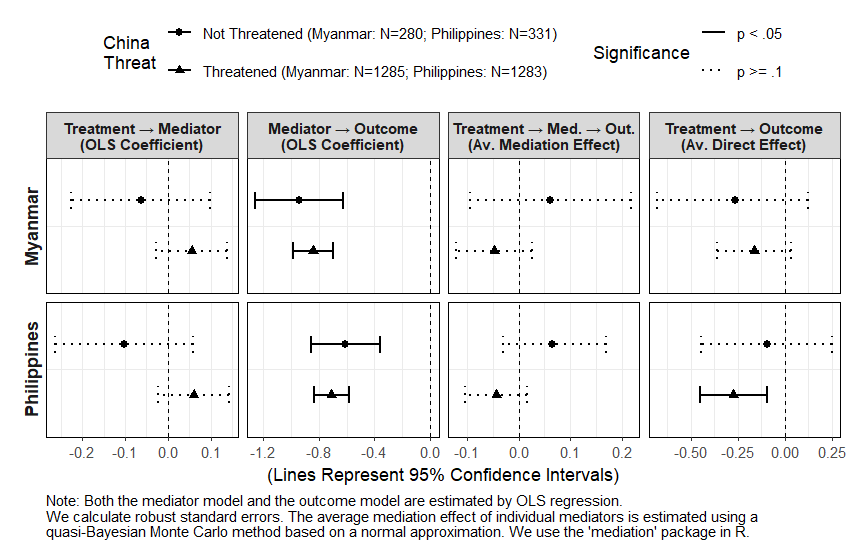 China
Threat
Not Threatened (Myanmar: N=280; Philippines: N=331)
Threatened (Myanmar: N=1285; Philippines: N=1283)
Significance
p < .05
p >= .1
Treatment → Mediator
(OLS Coefficient)
Mediator → Outcome
(OLS Coefficient)
Treatment → Med. → Out.
(Av. Mediation Effect)
Treatment → Outcome
(Av. Direct Effect)
Myanmar
Philippines
-0.2 -0.1 0.0 0.1
-1.2 -0.8 -0.4 0.0
-0.1 0.0 0.1 0.2
-0.50 -0.25 0.00 0.25
(Lines Represent 95% Confidence Intervals)
Note: Both the mediator model and the outcome model are estimated by OLS regression.
We calculate robust standard errors. The average mediation effect of individual mediators is estimated using a
quasi-Bayesian Monte Carlo method based on a normal approximation. We use the 'mediation' package in R.